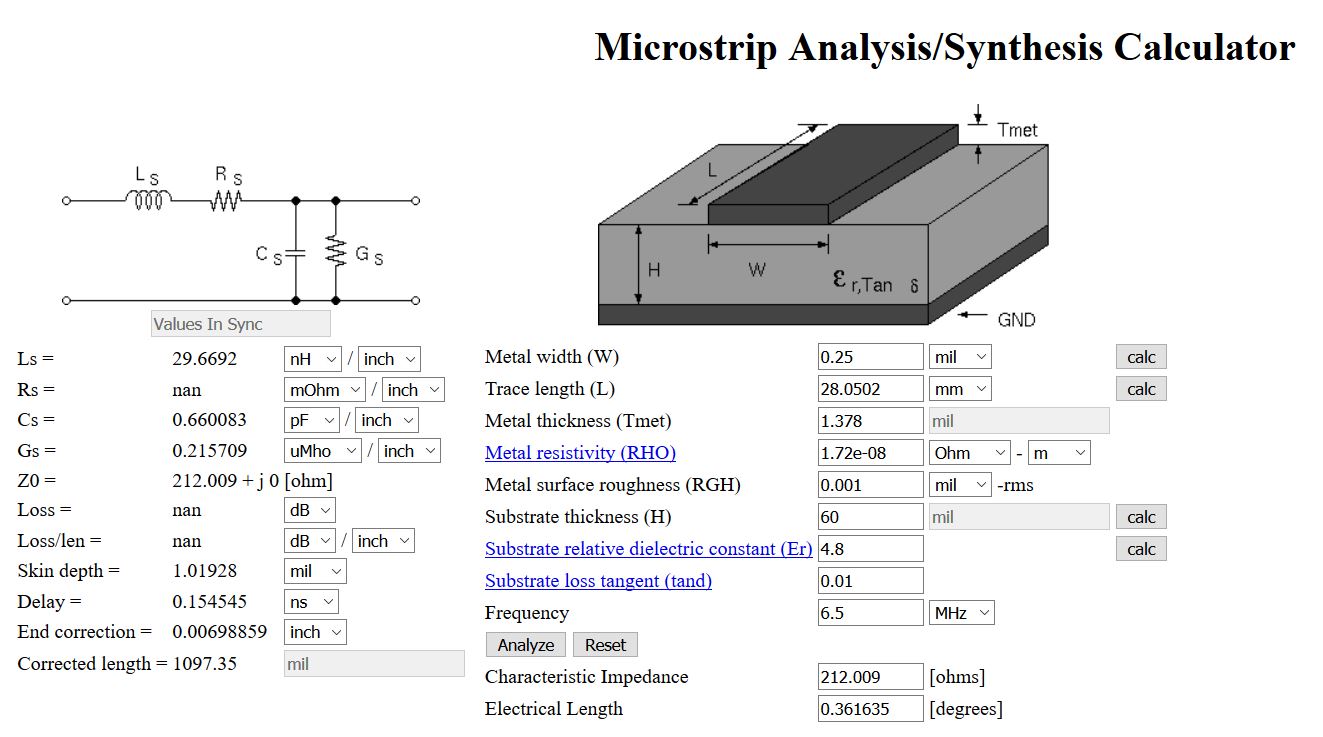 Microstrip Analysis/Synthesis Calculator
L S
R S
C S
G S
Tmet
L
H
W
ε r,Tan δ
GND
Values In Sync
Ls = 29.6692 nH / inch
Rs = nan mOhm / inch
Cs = 0.660083 pF / inch
Gs = 0.215709 uMho / inch
Z0 = 212.009 + j 0 [ohm]
Loss = nan dB
Loss/len = nan dB / inch
Skin depth = 1.01928 mil
Delay = 0.154545 ns
End correction = 0.00698859 inch
Corrected length = 1097.35 mil
Metal width (W) 0.25 mil calc
Trace length (L) 28.0502 mm calc
Metal thickness (Tmet) 1.378 mil
Metal resistivity (RHO) 1.72e-08 Ohm - m
Metal surface roughness (RGH) 0.001 mil -rms
Substrate thickness (H) 60 mil calc
Substrate relative dielectric constant (Er) 4.8 calc
Substrate loss tangent (tand) 0.01
Frequency 6.5 MHz
Analyze Reset
Characteristic Impedance 212.009 [ohms]
Electrical Length 0.361635 [degrees]